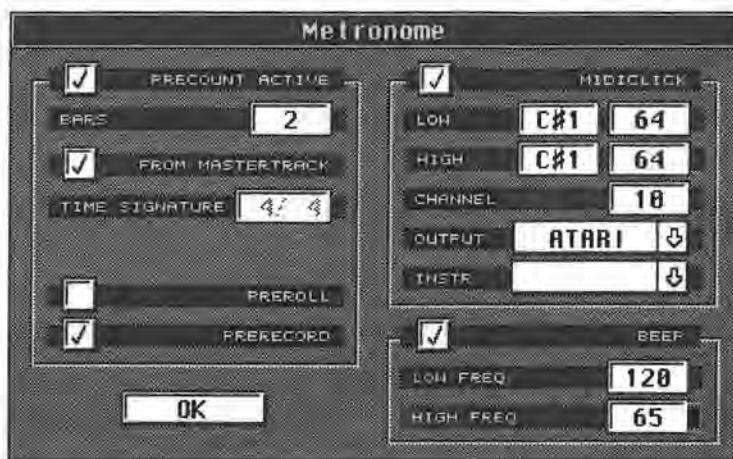 Metronome
PRECOUNT ACTIVE
BARS 2
FROM MASTERTRACK
TIME SIGNATURE 4/ 4
PREROLL
PRERECORD
OK
MIDICLICK
LOW C#1 64
HIGH C#1 64
CHANNEL 10
OUTPUT ATARI
INSTR
BEEP
LOW FREQ 120
HIGH FREQ 65